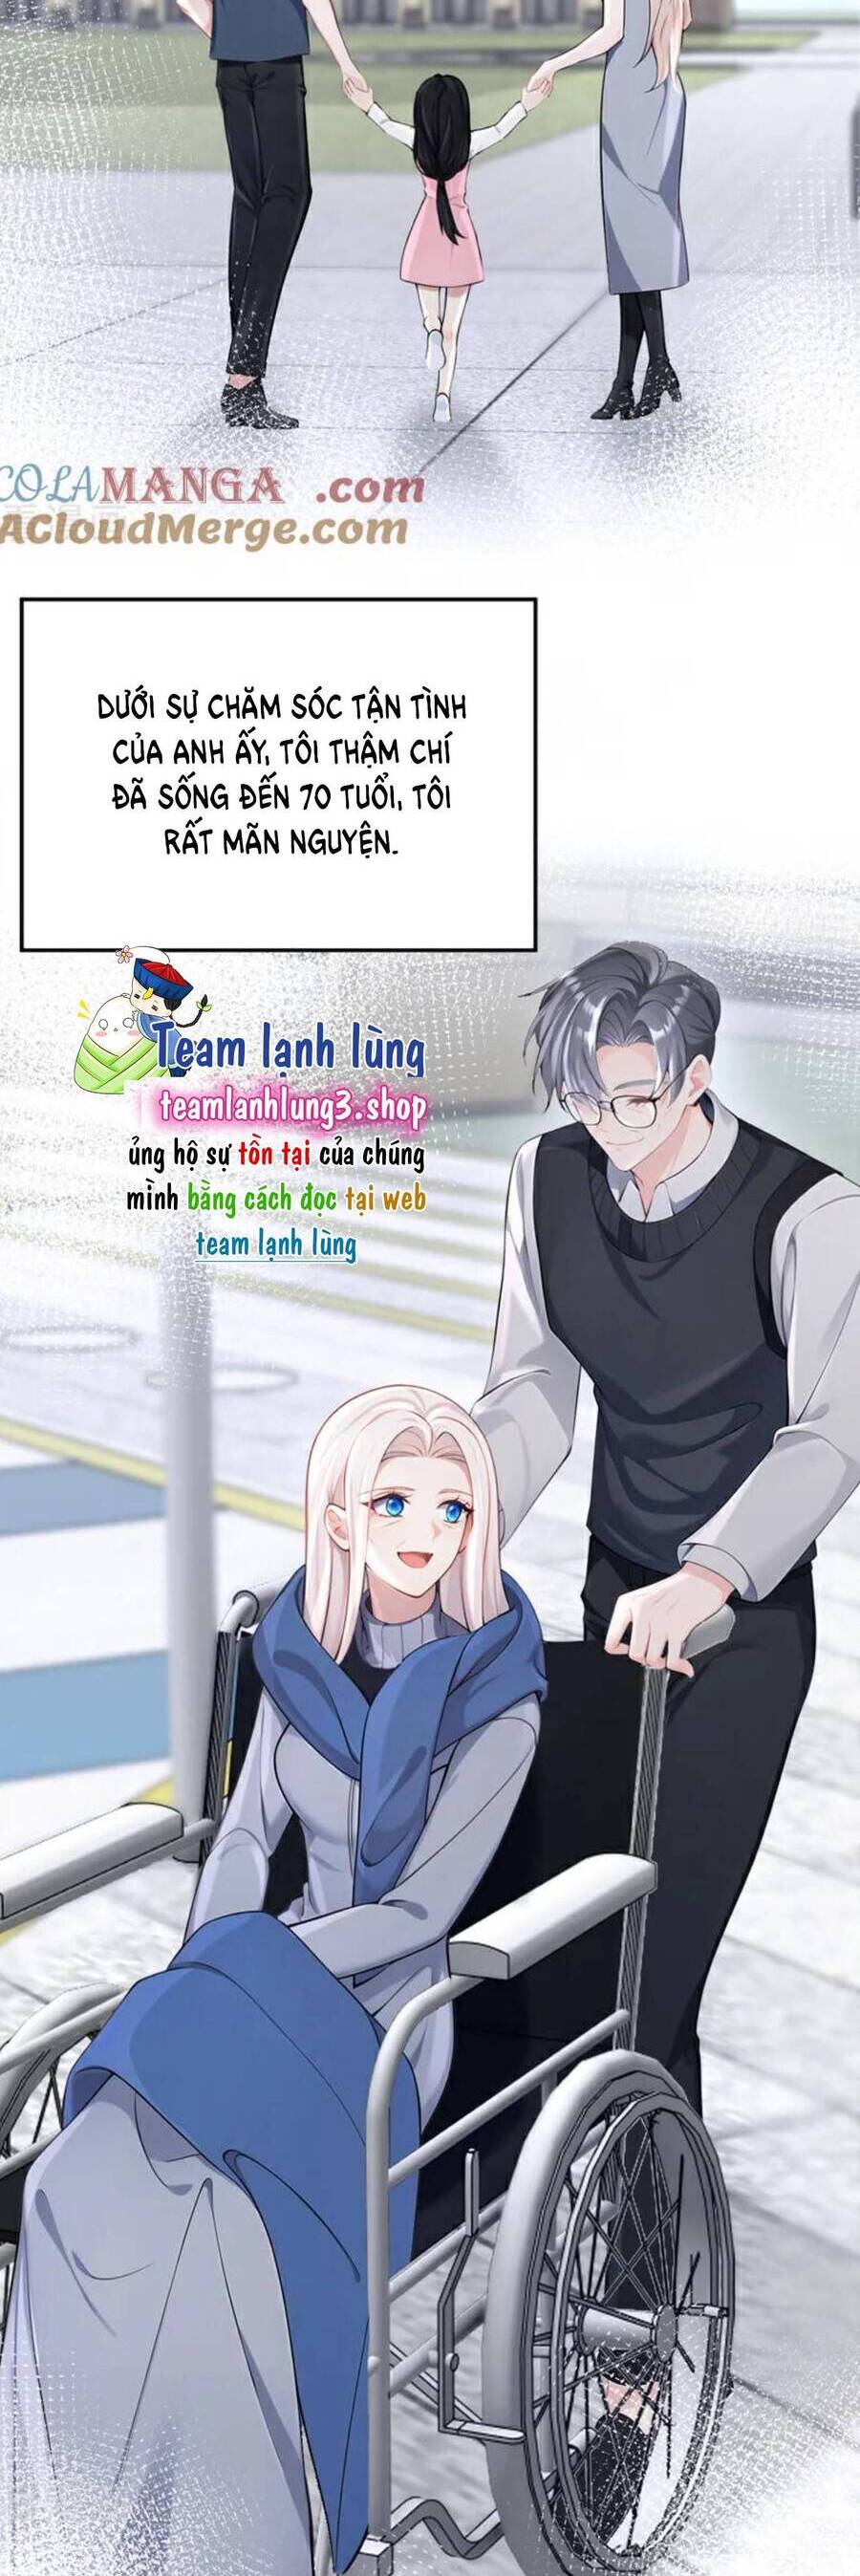 COLAMANGA.com
ACloudMerge.com
DƯỚI SỰ CHĂM SÓC TẬN TÌNH
CỦA ANH ẤY, TÔI THẬM CHÍ
ĐÃ SỐNG ĐẾN 70 TUỔI, TÔI
RẤT MÃN NGUYỆN.
Team lạnh lùng
teamlanhlung3.shop
ủng hộ sự tồn tại của chúng
mình bằng cách đọc tại web
team lạnh lùng